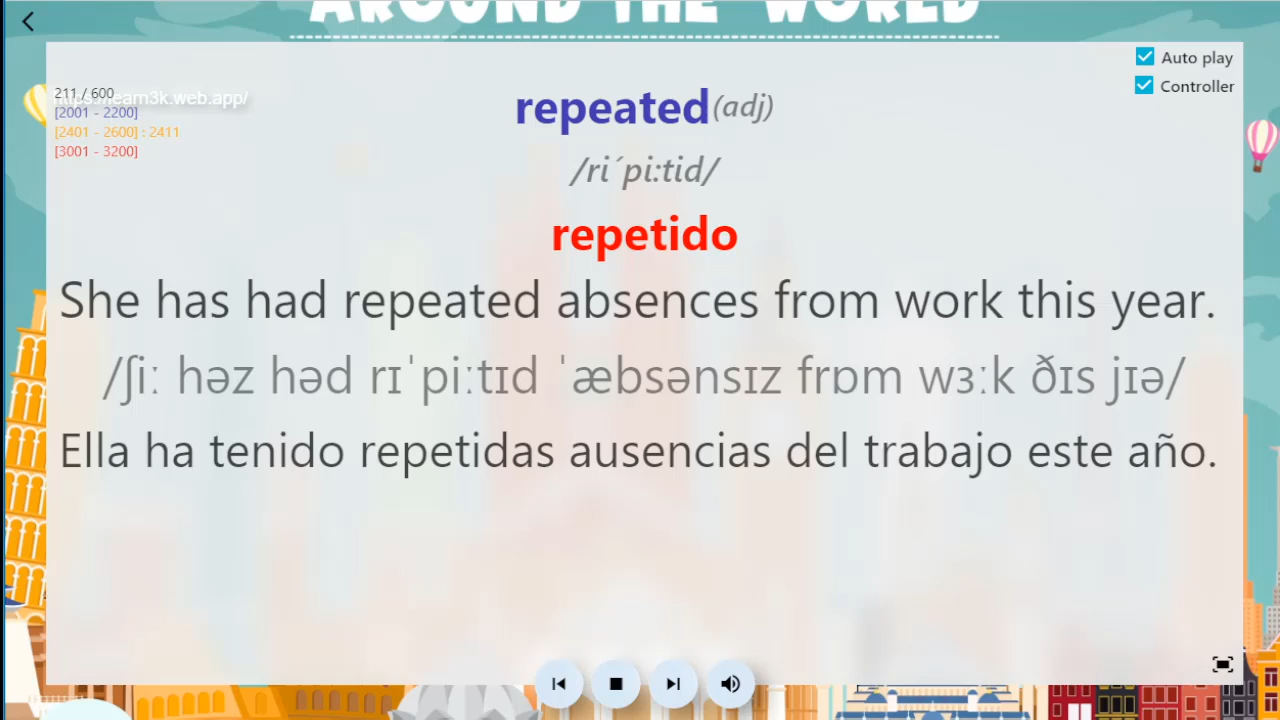 AROUND THE WORLD
Auto play
Controller
211 / 600
https://learn3k.web.app/
[2001 - 2200]
[2401 - 2600] : 2411
[3001 - 3200]
repeated(adj)
/ri´pi:tid/
repetido
She has had repeated absences from work this year.
/ʃiː həz həd rɪˈpiːtɪd ˈæbsənsɪz frɒm wɜːk ðɪs jɪə/
Ella ha tenido repetidas ausencias del trabajo este año.